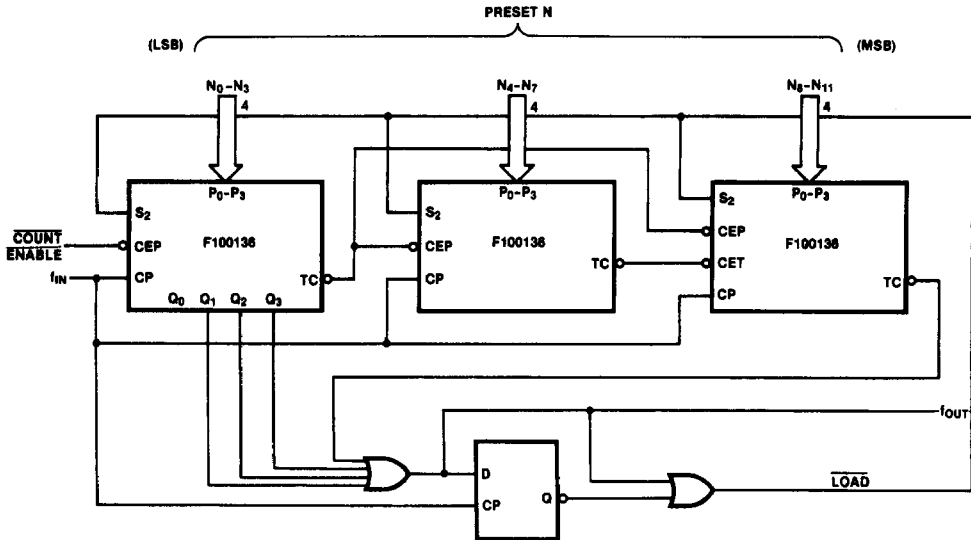 PRESET N
(LSB)
(MSB)
N0–N3
4
N4–N7
4
N8–N11
4
P0–P3
P0–P3
P0–P3
S2
F100136
S2
F100136
S2
F100136
COUNT
ENABLE
CEP
CEP
CEP
fIN
CP
TC
CP
TC
CET
CP
TC
Q0 Q1 Q2 Q3
fOUT
D
CP
Q
LOAD